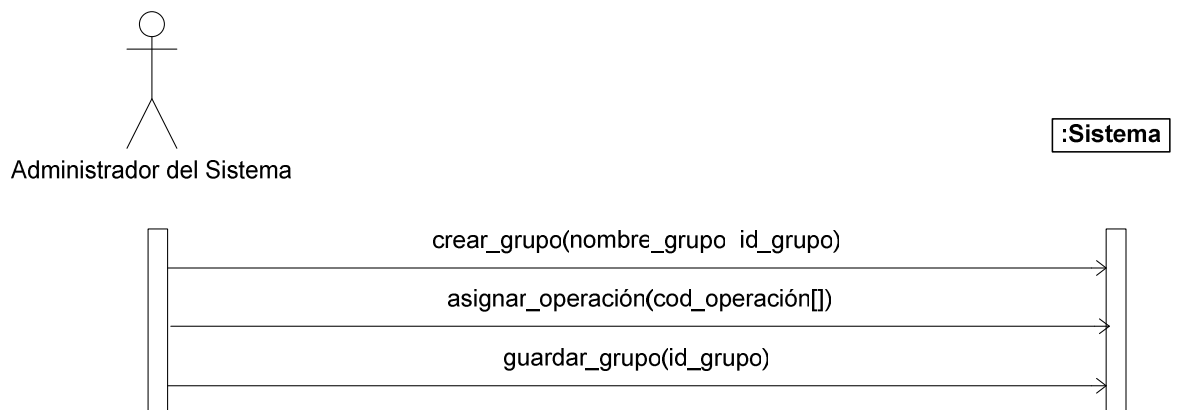 :Sistema
Administrador del Sistema
crear_grupo(nombre_grupo id_grupo)
asignar_operación(cod_operación[])
guardar_grupo(id_grupo)